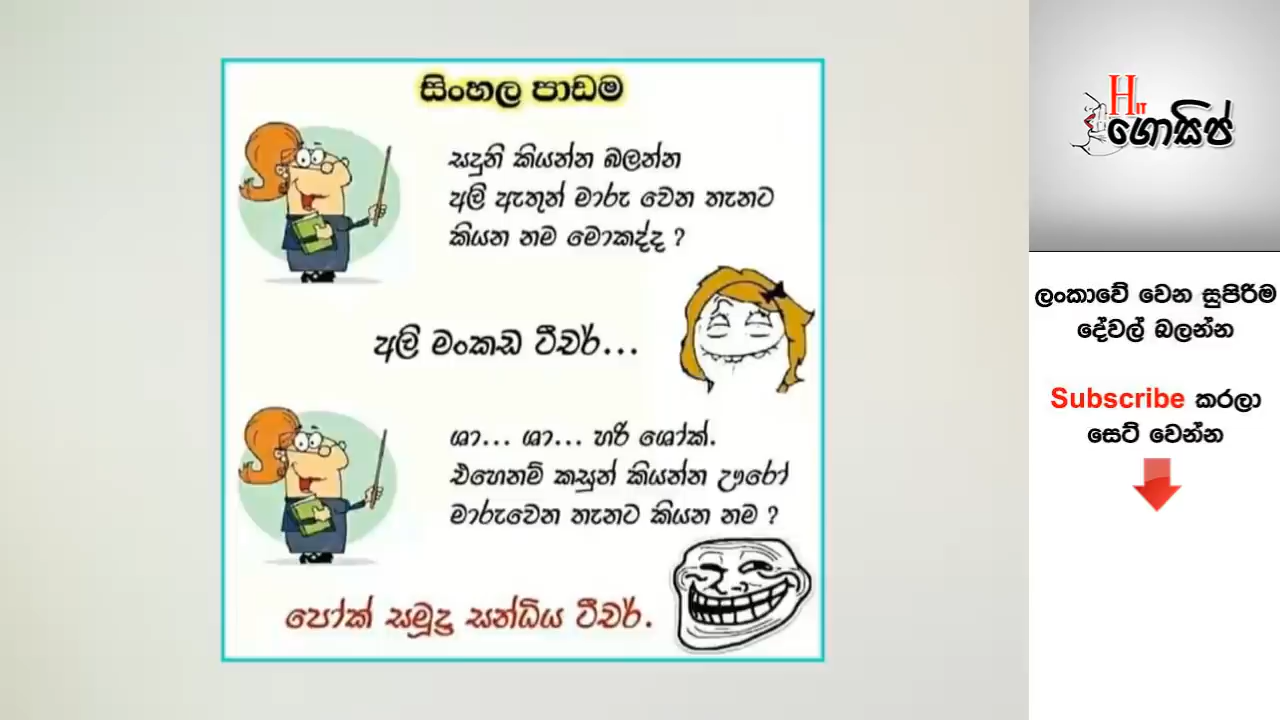 සිංහල පාඩම
සදුනි කියන්න බලන්න
අලි ඇතුන් මාරු වෙන තැනට
කියන නම මොකද්ද ?
අලි මංකඩ ටීචර්...
ශා... ශා... හරි ශෝක්.
එහෙනම් කසුන් කියන්න ඌරෝ
මාරුවෙන තැනට කියන නම ?
පෝක් සමූද්‍ර සන්ධිය ටීචර්.
HIT
ගොසිප්
ලංකාවේ වෙන සුපිරිම
දේවල් බලන්න
Subscribe කරලා
සෙට් වෙන්න